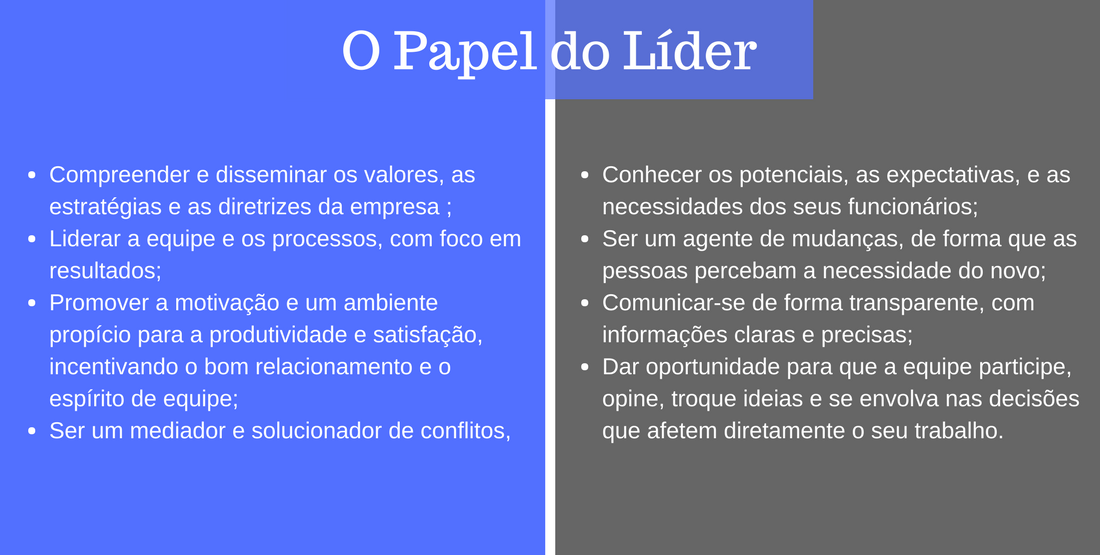 O Papel do Líder
• Compreender e disseminar os valores, as
estratégias e as diretrizes da empresa ;
• Liderar a equipe e os processos, com foco em
resultados;
• Promover a motivação e um ambiente
propício para a produtividade e satisfação,
incentivando o bom relacionamento e o
espírito de equipe;
• Ser um mediador e solucionador de conflitos,
• Conhecer os potenciais, as expectativas, e as
necessidades dos seus funcionários;
• Ser um agente de mudanças, de forma que as
pessoas percebam a necessidade do novo;
• Comunicar-se de forma transparente, com
informações claras e precisas;
• Dar oportunidade para que a equipe participe,
opine, troque ideias e se envolva nas decisões
que afetem diretamente o seu trabalho.